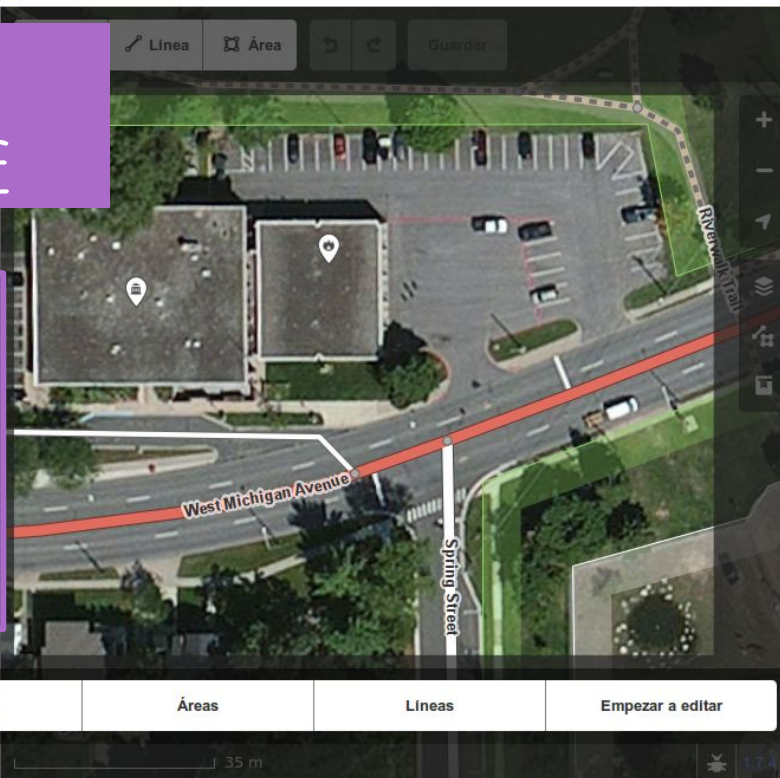 Línea
Área
Guardar
Riverwalk Trail
West Michigan Avenue
Spring Street
Áreas
Líneas
Empezar a editar
35 m